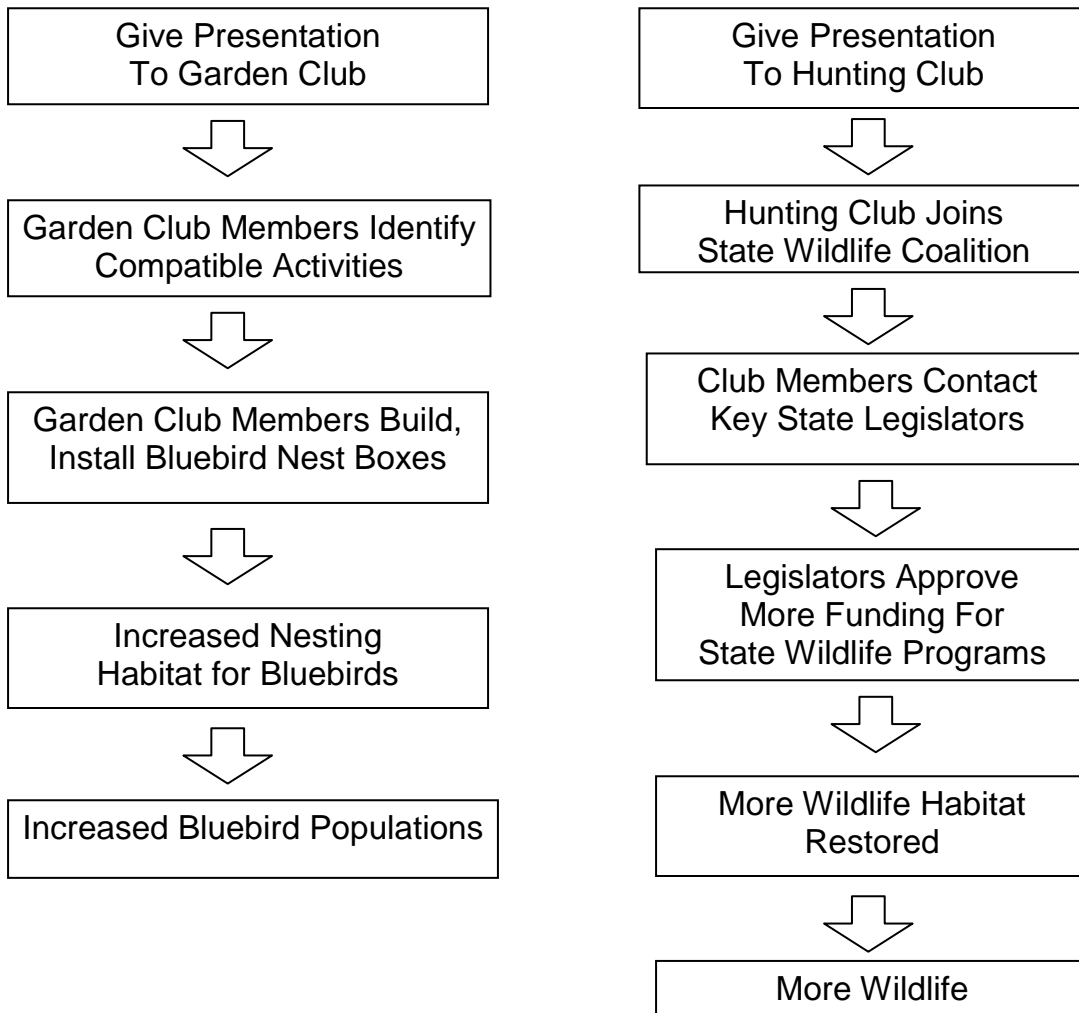 Give Presentation
To Garden Club
Garden Club Members Identify
Compatible Activities
Garden Club Members Build,
Install Bluebird Nest Boxes
Increased Nesting
Habitat for Bluebirds
Increased Bluebird Populations
Give Presentation
To Hunting Club
Hunting Club Joins
State Wildlife Coalition
Club Members Contact
Key State Legislators
Legislators Approve
More Funding For
State Wildlife Programs
More Wildlife Habitat
Restored
More Wildlife